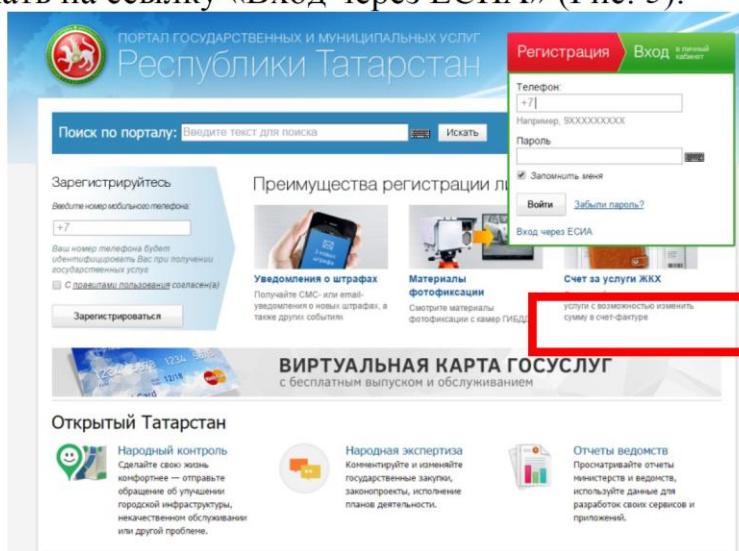 ать на ссылку «Вход через ЕСИА» (Рис. 3).
ПОРТАЛ ГОСУДАРСТВЕННЫХ И МУНИЦИПАЛЬНЫХ УСЛУГ
Республики Татарстан
Регистрация
Вход в личный кабинет
Телефон:
+7
Например, 9XXXXXXXXX
Пароль
Запомнить меня
Войти Забыли пароль?
Вход через ЕСИА
Поиск по порталу: Введите текст для поиска Искать
Зарегистрируйтесь
Введите номер мобильного телефона:
+7
Ваш номер телефона будет
идентифицировать Вас при получении
государственных услуг
С правилами пользования согласен(а)
Зарегистрироваться
Преимущества регистрации ли
Уведомления о штрафах
Получайте СМС- или email-
уведомления о новых штрафах, а
также других событиях
Материалы
фотофиксации
Смотрите материалы
фотофиксации с камер ГИБДД
Счет за услуги ЖКХ
услуги с возможностью изменить
сумму в счет-фактуре
ВИРТУАЛЬНАЯ КАРТА ГОСУСЛУГ
с бесплатным выпуском и обслуживанием
Открытый Татарстан
Народный контроль
Сделайте свою жизнь
комфортнее — отправьте
обращение об улучшении
городской инфраструктуры,
некачественном обслуживании
или другой проблеме.
Народная экспертиза
Комментируйте и изменяйте
государственные закупки,
законопроекты, исполнение
планов деятельности.
Отчеты ведомств
Просматривайте отчеты
министерств и ведомств,
используйте данные для
разработок своих сервисов и
приложений.